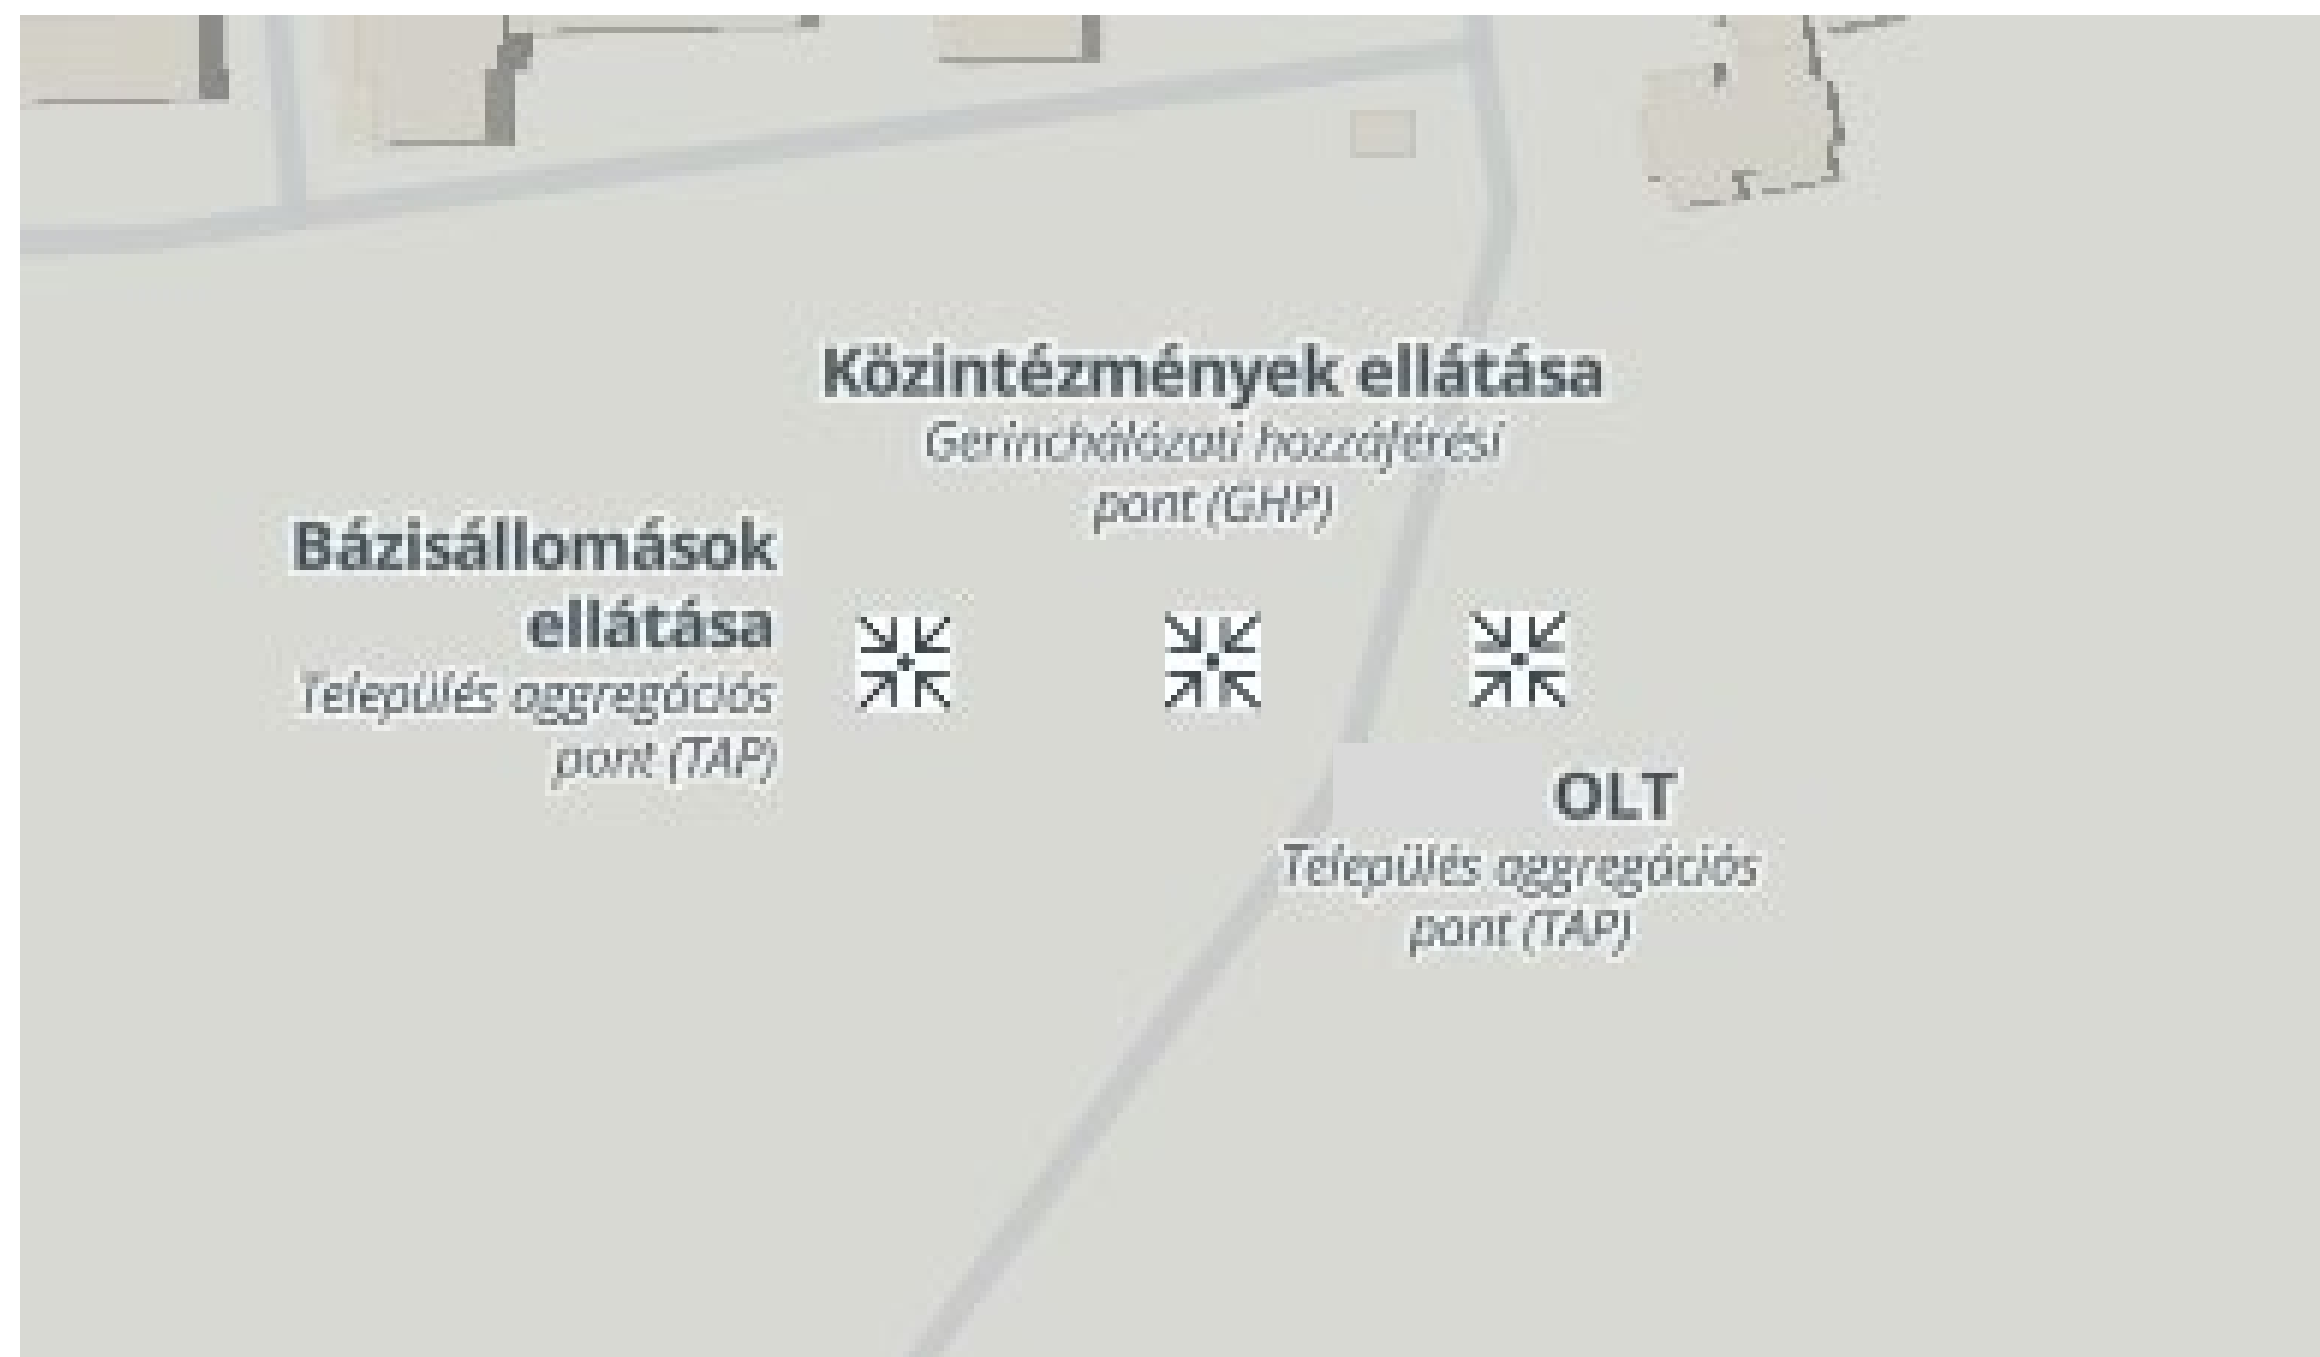 Közintézmények ellátása
Gerinchálózati hozzáférési
pont (GHP)
Bázisállomások
ellátása
Település aggregációs
pont (TAP)
OLT
Település aggregációs
pont (TAP)